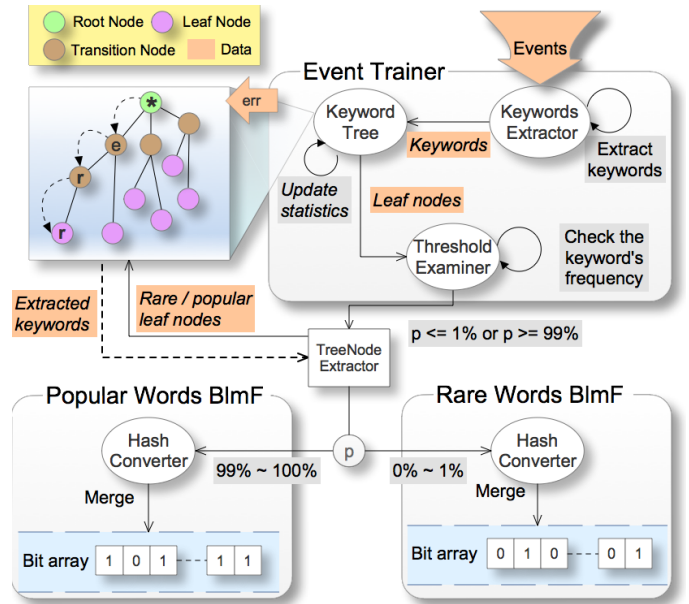 Root Node
Leaf Node
Transition Node
Data
Events
Event Trainer
err
*
e
r
r
Keyword
Tree
Keywords
Keywords
Extractor
Extract
keywords
Update
statistics
Leaf nodes
Threshold
Examiner
Check the
keyword's
frequency
Extracted
keywords
Rare / popular
leaf nodes
TreeNode
Extractor
p <= 1% or p >= 99%
Popular Words BlmF
Rare Words BlmF
Hash
Converter
99% ~ 100%
p
0% ~ 1%
Hash
Converter
Merge
Merge
Bit array
1 0 1 1 1
Bit array
0 1 0 0 1